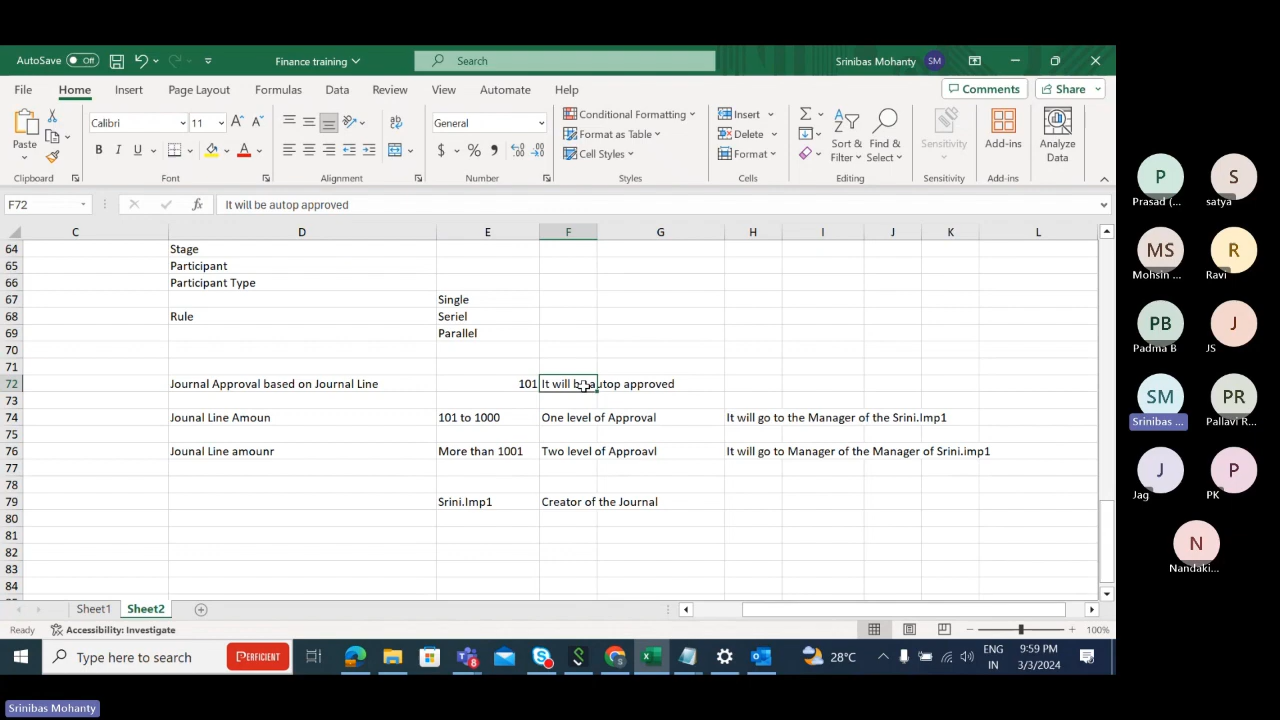 AutoSave Off Finance training Search Srinibas Mohanty SM
File Home Insert Page Layout Formulas Data Review View Automate Help Comments Share
Paste Calibri 11 General Conditional Formatting Insert Sort & Find & Sensitivity Add-ins Analyze
B I U A $ % Format as Table Delete Filter Select Data
Cell Styles Format
Clipboard Font Alignment Number Styles Cells Editing Sensitivity Add-ins
F72 fx It will be autop approved
C D E F G H I J K L
64 Stage
65 Participant
66 Participant Type
67 Single
68 Rule Seriel
69 Parallel
70
71
72 Journal Approval based on Journal Line 101 It will be autop approved
73
74 Jounal Line Amoun 101 to 1000 One level of Approval It will go to the Manager of the Srini.Imp1
75
76 Jounal Line amounr More than 1001 Two level of Approavl It will go to Manager of the Manager of Srini.imp1
77
78
79 Srini.Imp1 Creator of the Journal
80
81
82
83
84
Sheet1 Sheet2
Ready Accessibility: Investigate 100%
Type here to search PERFICIENT 8 28°C ENG 9:59 PM
IN 3/3/2024
P S
Prasad (... satya
MS R
Mohsin ... Ravi
PB J
Padma B JS
SM PR
Srinibas ... Pallavi R...
J P
Jag PK
N
Nandaki...
Srinibas Mohanty